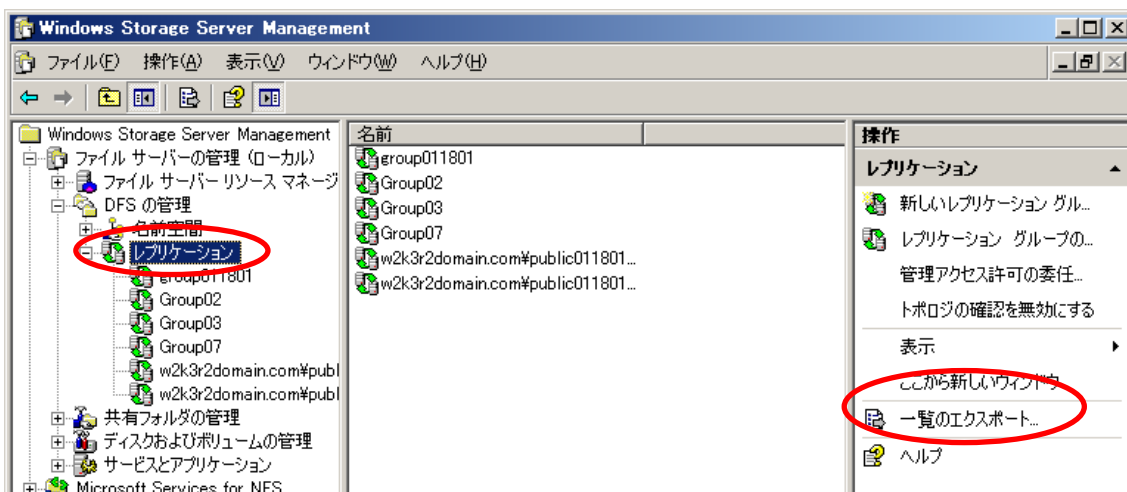 Windows Storage Server Management
ファイル(F) 操作(A) 表示(V) ウィンドウ(W) ヘルプ(H)
Windows Storage Server Management
ファイル サーバーの管理 (ローカル)
ファイル サーバー リソース マネージ
DFS の管理
名前空間
レプリケーション
group011801
Group02
Group03
Group07
w2k3r2domain.com¥publ
w2k3r2domain.com¥publ
共有フォルダの管理
ディスクおよびボリュームの管理
サービスとアプリケーション
Microsoft Services for NFS
名前
group011801
Group02
Group03
Group07
w2k3r2domain.com¥public011801...
w2k3r2domain.com¥public011801...
操作
レプリケーション
新しいレプリケーション グル...
レプリケーション グループの...
管理アクセス許可の委任...
トポロジの確認を無効にする
表示
ここから新しいウィンドウ
一覧のエクスポート...
ヘルプ